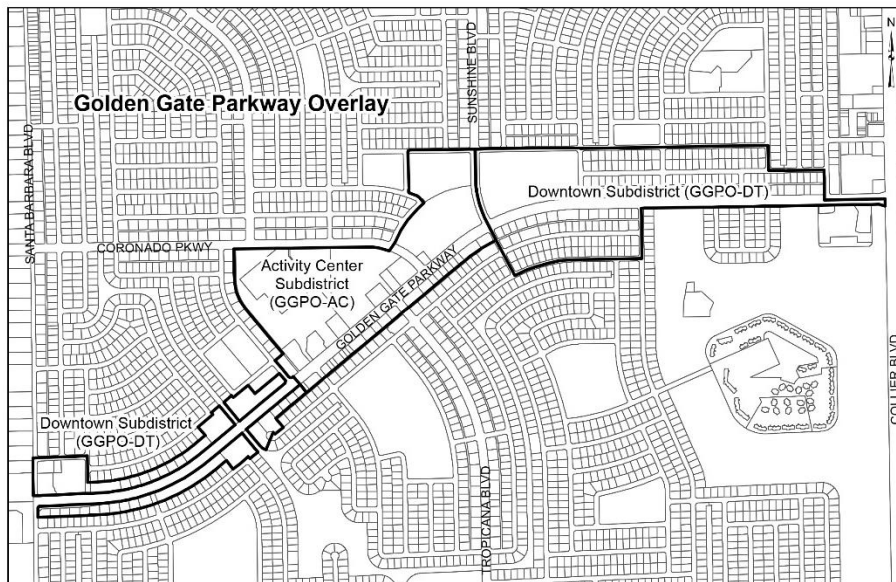 N
Golden Gate Parkway Overlay
SANTA BARBARA BLVD
SUNSHINE BLVD
Downtown Subdistrict (GGPO-DT)
CORONADO PKWY
Activity Center
Subdistrict
(GGPO-AC)
GOLDEN GATE PARKWAY
COLLIER BLVD
Downtown Subdistrict
(GGPO-DT)
TROPICANA BLVD